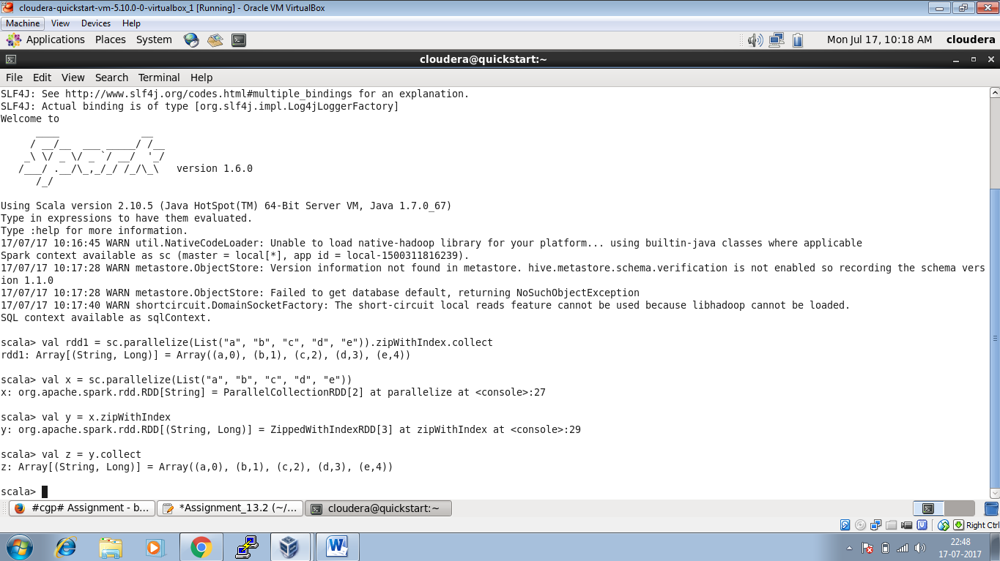 cloudera-quickstart-vm-5.10.0-0-virtualbox_1 [Running] - Oracle VM VirtualBox
Machine View Devices Help
Applications Places System Mon Jul 17, 10:18 AM cloudera
cloudera@quickstart:~
File Edit View Search Terminal Help
SLF4J: See http://www.slf4j.org/codes.html#multiple_bindings for an explanation.
SLF4J: Actual binding is of type [org.slf4j.impl.Log4jLoggerFactory]
Welcome to
      ____              __
     / __/__  ___ _____/ /__
    _\ \/ _ \/ _ `/ __/  '_/
   /___/ .__/\_,_/_/ /_/\_\   version 1.6.0
      /_/
Using Scala version 2.10.5 (Java HotSpot(TM) 64-Bit Server VM, Java 1.7.0_67)
Type in expressions to have them evaluated.
Type :help for more information.
17/07/17 10:16:45 WARN util.NativeCodeLoader: Unable to load native-hadoop library for your platform... using builtin-java classes where applicable
Spark context available as sc (master = local[*], app id = local-1500311816239).
17/07/17 10:17:28 WARN metastore.ObjectStore: Version information not found in metastore. hive.metastore.schema.verification is not enabled so recording the schema vers
ion 1.1.0
17/07/17 10:17:28 WARN metastore.ObjectStore: Failed to get database default, returning NoSuchObjectException
17/07/17 10:17:40 WARN shortcircuit.DomainSocketFactory: The short-circuit local reads feature cannot be used because libhadoop cannot be loaded.
SQL context available as sqlContext.
scala> val rdd1 = sc.parallelize(List("a", "b", "c", "d", "e")).zipWithIndex.collect
rdd1: Array[(String, Long)] = Array((a,0), (b,1), (c,2), (d,3), (e,4))
scala> val x = sc.parallelize(List("a", "b", "c", "d", "e"))
x: org.apache.spark.rdd.RDD[String] = ParallelCollectionRDD[2] at parallelize at <console>:27
scala> val y = x.zipWithIndex
y: org.apache.spark.rdd.RDD[(String, Long)] = ZippedWithIndexRDD[3] at zipWithIndex at <console>:29
scala> val z = y.collect
z: Array[(String, Long)] = Array((a,0), (b,1), (c,2), (d,3), (e,4))
scala>
#cgp# Assignment - b... *Assignment_13.2 (~/... cloudera@quickstart:~
Right Ctrl
22:48
17-07-2017